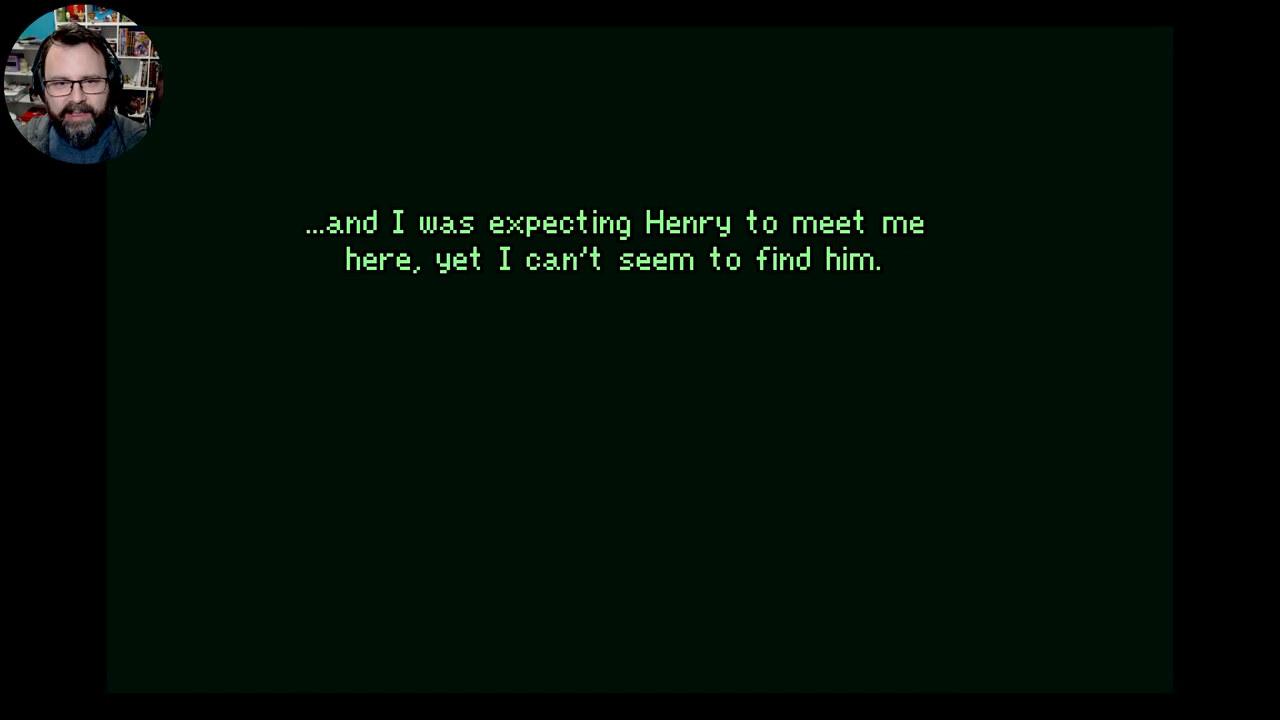 ...and I was expecting Henry to meet me
here, yet I can't seem to find him.